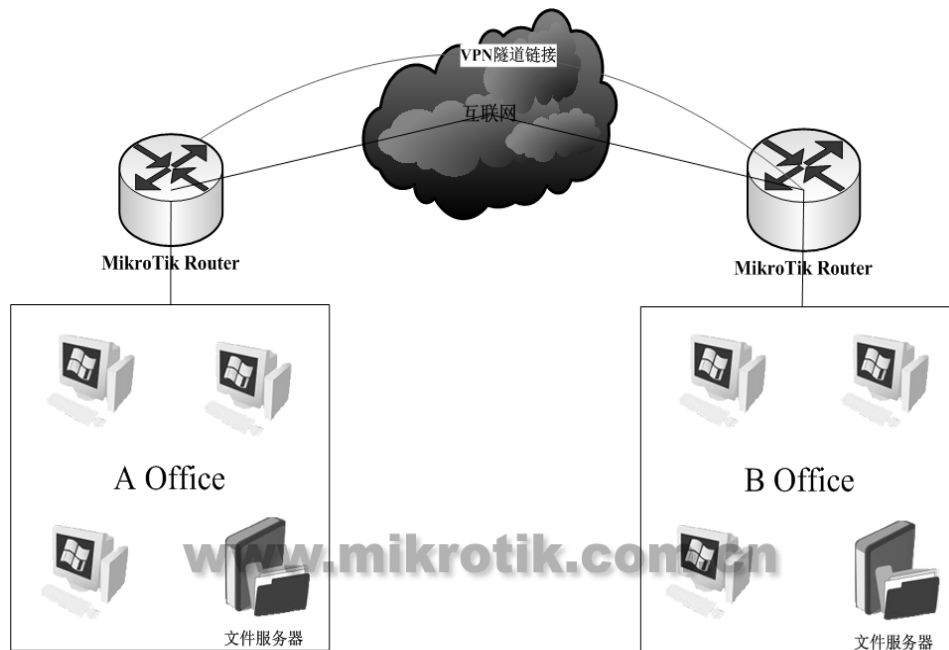 VPN隧道链接
互联网
MikroTik Router
MikroTik Router
A Office
B Office
www.mikrotik.com.cn
文件服务器
文件服务器